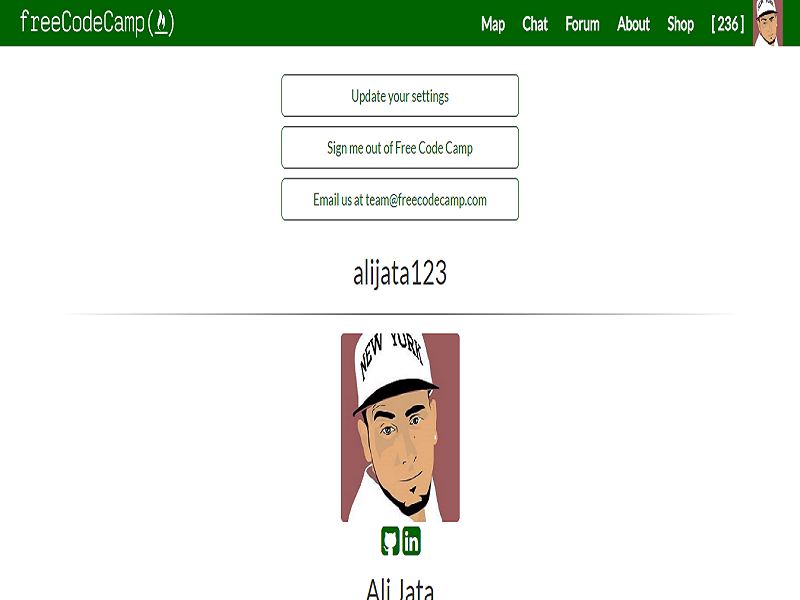 freeCodeCamp(🔥)
Map Chat Forum About Shop [ 236 ]
Update your settings
Sign me out of Free Code Camp
Email us at team@freecodecamp.com
alijata123
NEW YORK
in
Ali Jata